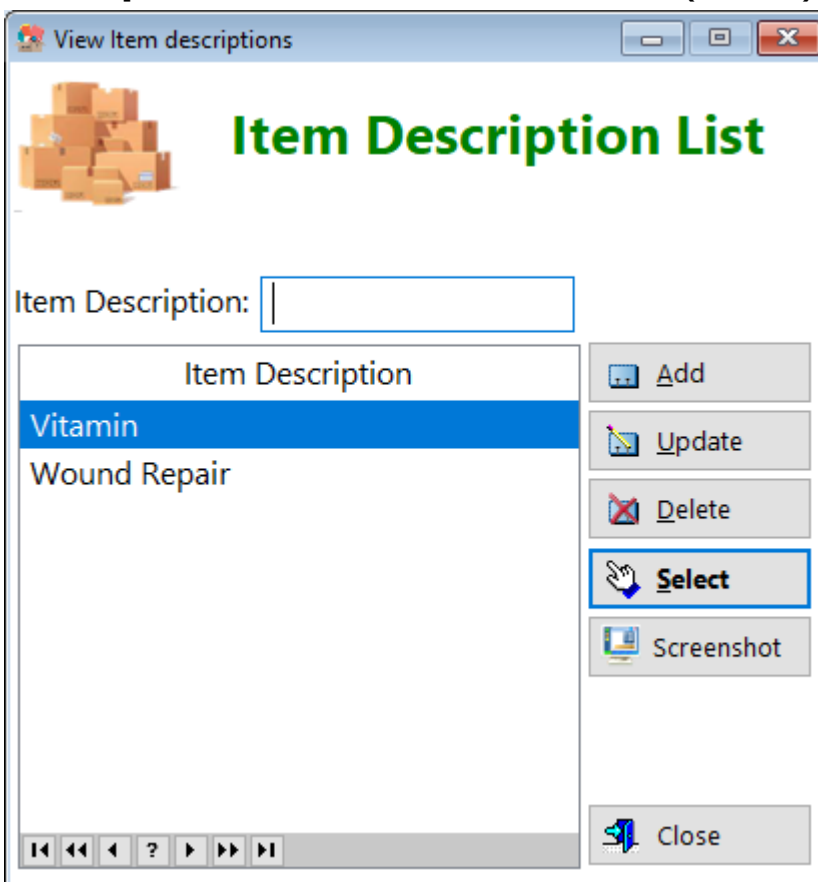 View Item descriptions
Item Description List
Item Description:
Item Description
Vitamin
Wound Repair
Add
Update
Delete
Select
Screenshot
?
Close